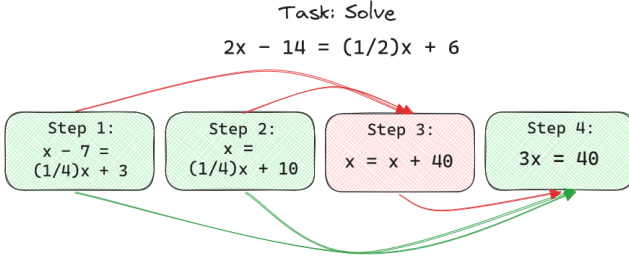 Task: Solve
2x - 14 = (1/2)x + 6
Step 1:
x - 7 =
(1/4)x + 3
Step 2:
x =
(1/4)x + 10
Step 3:
x = x + 40
Step 4:
3x = 40